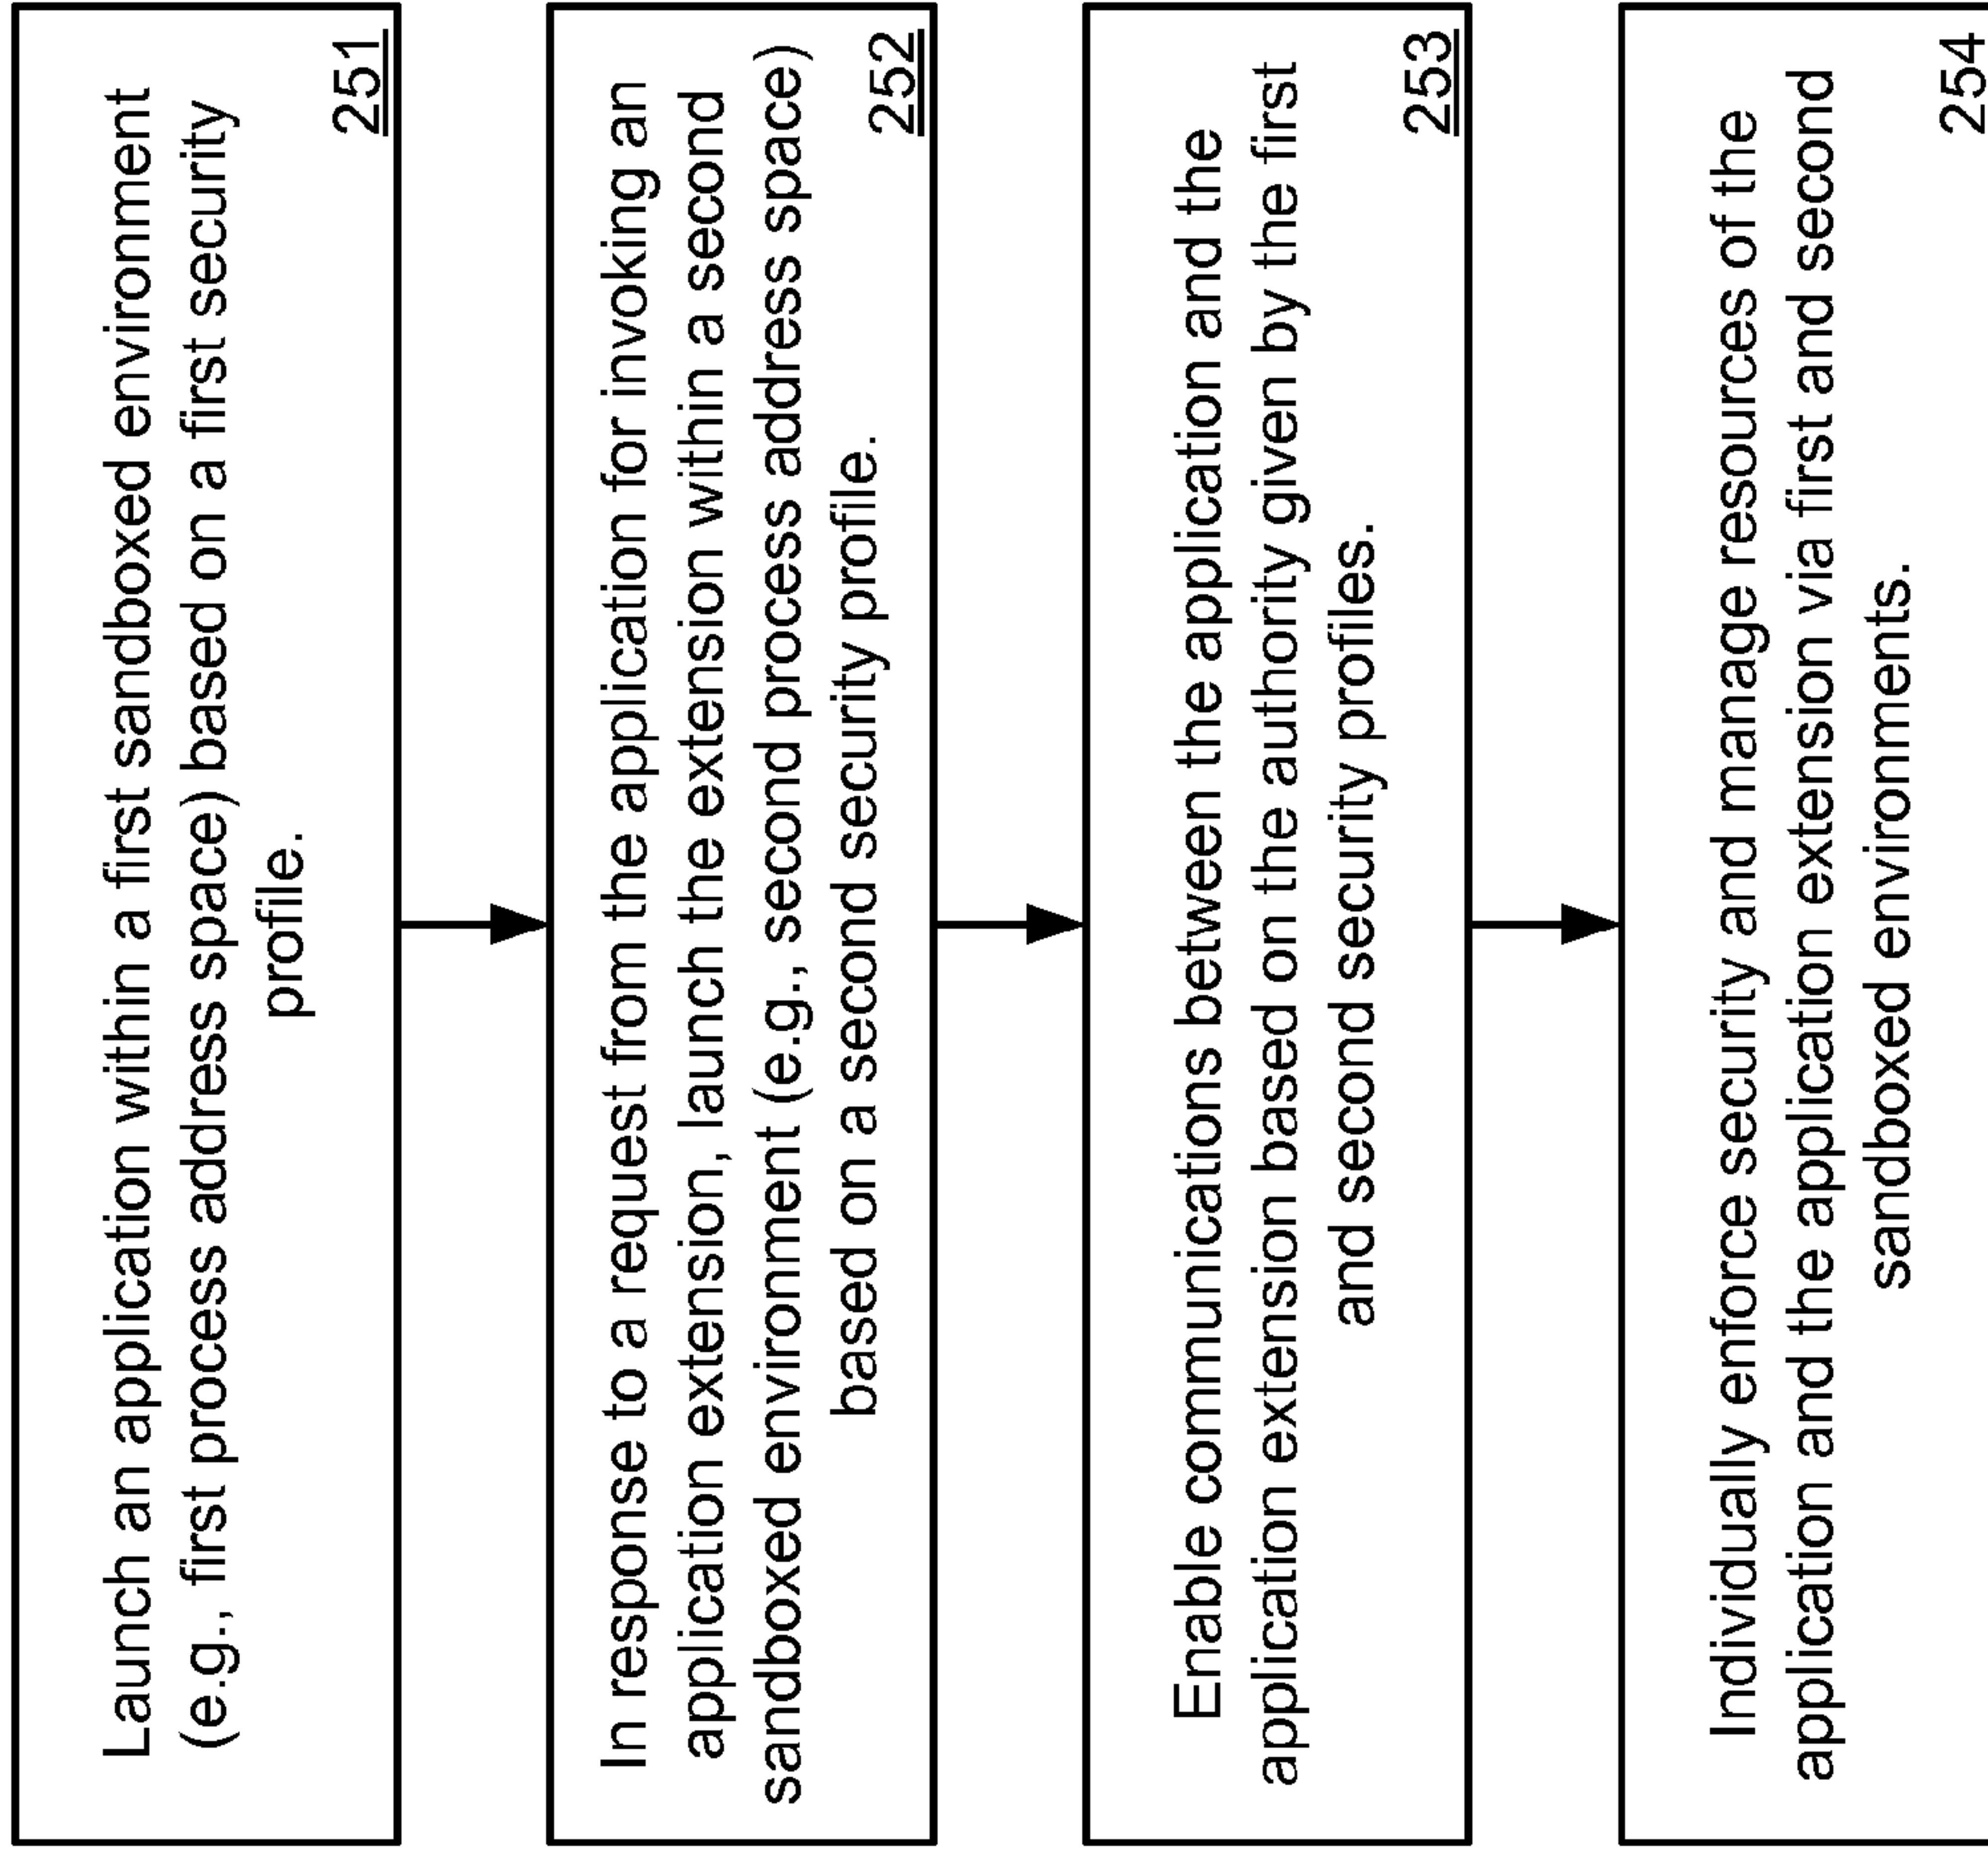 Launch an application within a first sandboxed environment
(e.g., first process address space) based on a first security
profile.
251
In response to a request from the application for invoking an
application extension, launch the extension within a second
sandboxed environment (e.g., second process address space)
based on a second security profile.
252
Enable communications between the application and the
application extension based on the authority given by the first
and second security profiles.
253
Individually enforce security and manage resources of the
application and the application extension via first and second
sandboxed environments.
254